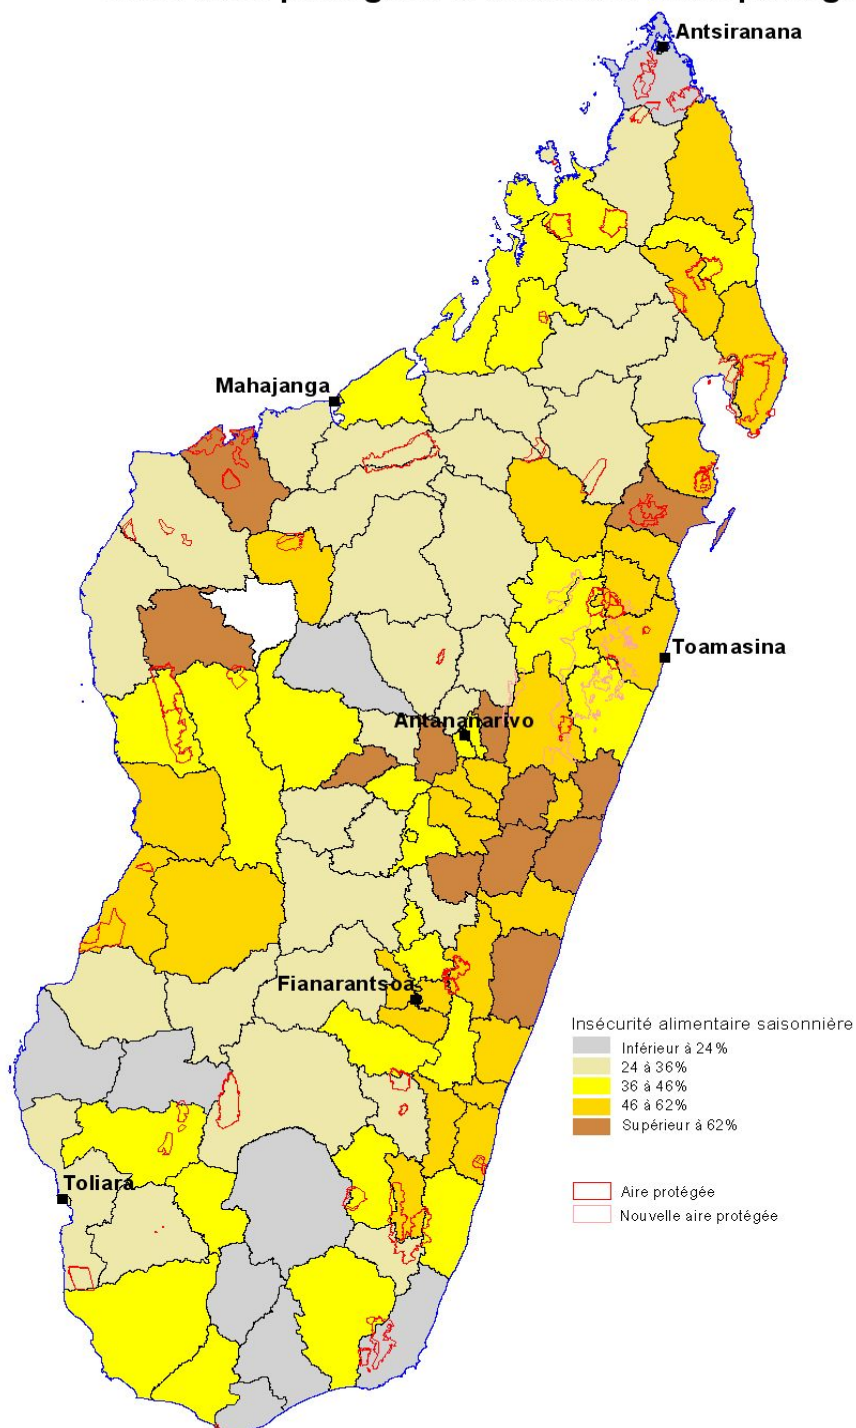 Antsiranana
Mahajanga
Toamasina
Antananarivo
Fianarantsoa
Insécurité alimentaire saisonnière
Inférieur à 24%
24 à 36%
36 à 46%
46 à 62%
Supérieur à 62%
Toliara
Aire protégée
Nouvelle aire protégée